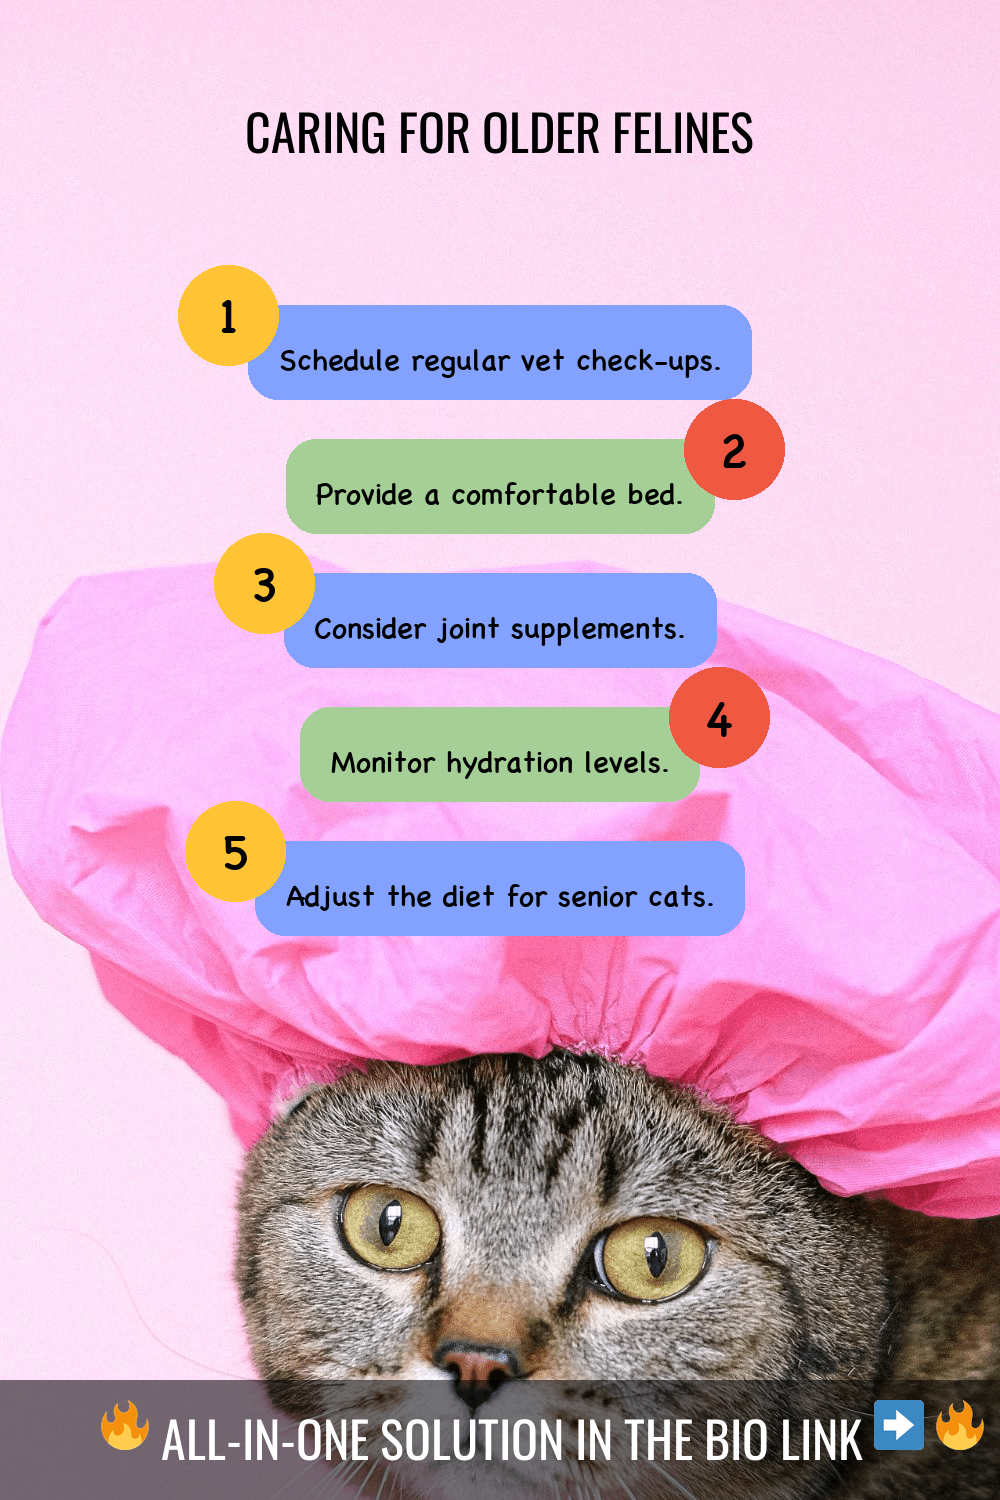 CARING FOR OLDER FELINES
1
Schedule regular vet check-ups.
2
Provide a comfortable bed.
3
Consider joint supplements.
4
Monitor hydration levels.
5
Adjust the diet for senior cats.
🔥 ALL-IN-ONE SOLUTION IN THE BIO LINK ➡️ 🔥